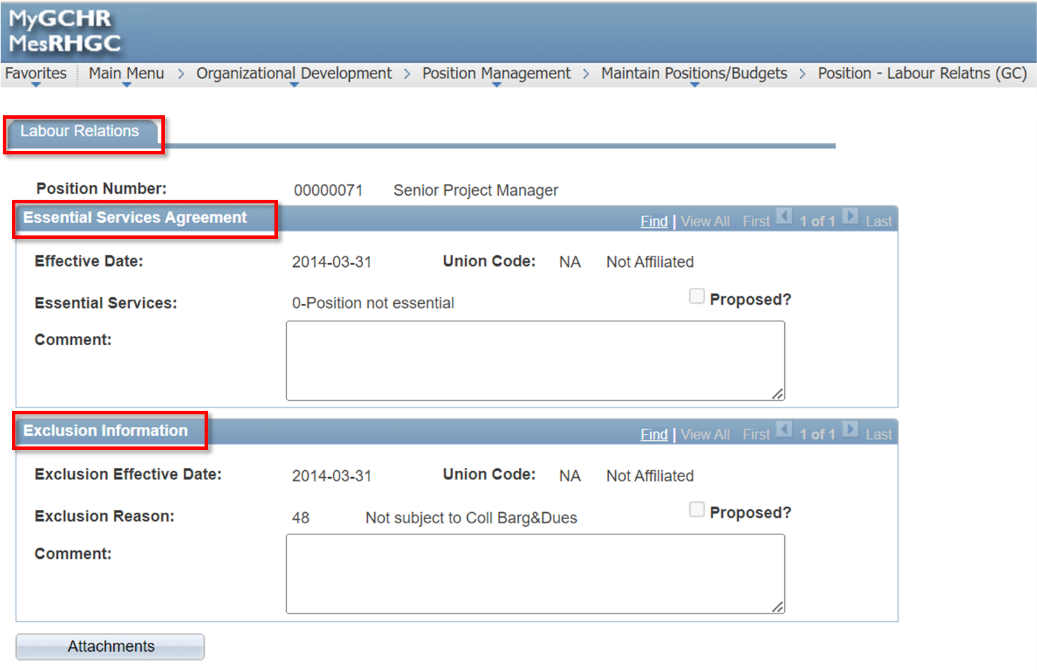 MyGCHR
MesRHGC
Favorites Main Menu > Organizational Development > Position Management > Maintain Positions/Budgets > Position - Labour Relatns (GC)
Labour Relations
Position Number: 00000071 Senior Project Manager
Essential Services Agreement Find | View All First 1 of 1 Last
Effective Date: 2014-03-31 Union Code: NA Not Affiliated
Essential Services: 0-Position not essential Proposed?
Comment:
Exclusion Information Find | View All First 1 of 1 Last
Exclusion Effective Date: 2014-03-31 Union Code: NA Not Affiliated
Exclusion Reason: 48 Not subject to Coll Barg&Dues Proposed?
Comment:
Attachments